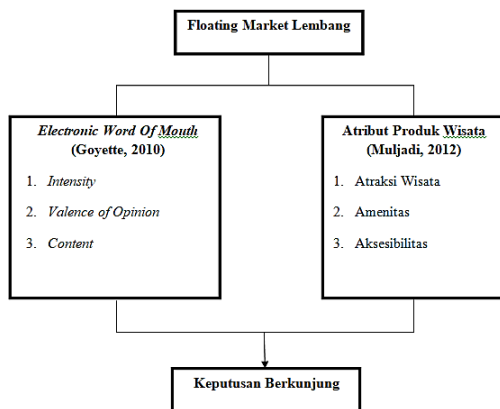 Floating Market Lembang
Electronic Word Of Mouth
(Goyette, 2010)
1. Intensity
2. Valence of Opinion
3. Content
Atribut Produk Wisata
(Muljadi, 2012)
1. Atraksi Wisata
2. Amenitas
3. Aksesibilitas
Keputusan Berkunjung